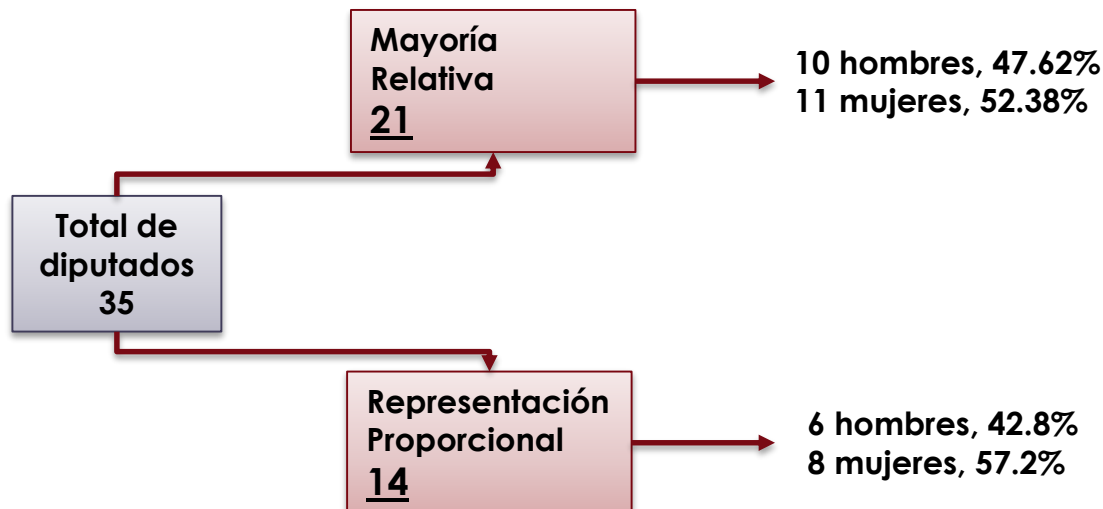 Mayoría
Relativa
21
10 hombres, 47.62%
11 mujeres, 52.38%
Total de
diputados
35
Representación
Proporcional
14
6 hombres, 42.8%
8 mujeres, 57.2%